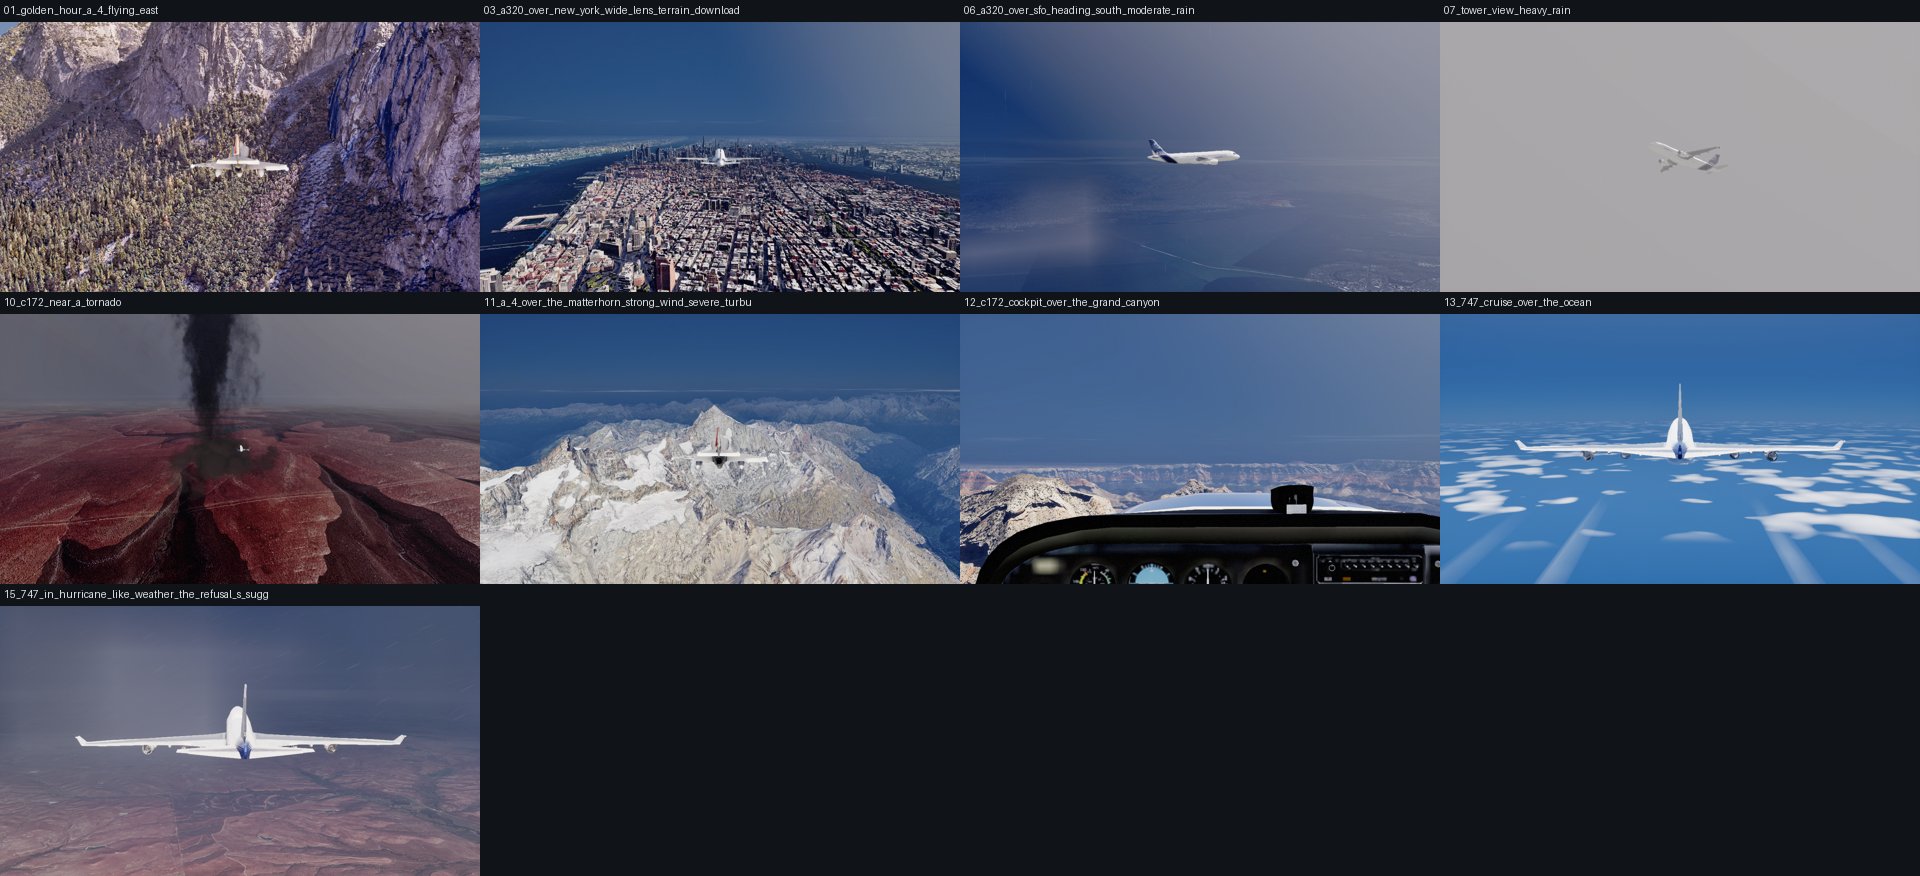 01_golden_hour_a_4_flying_east
03_a320_over_new_york_wide_lens_terrain_download
06_a320_over_sfo_heading_south_moderate_rain
07_tower_view_heavy_rain
10_c172_near_a_tornado
11_a_4_over_the_matterhorn_strong_wind_severe_turbu
12_c172_cockpit_over_the_grand_canyon
13_747_cruise_over_the_ocean
15_747_in_hurricane_like_weather_the_refusal_s_sugg